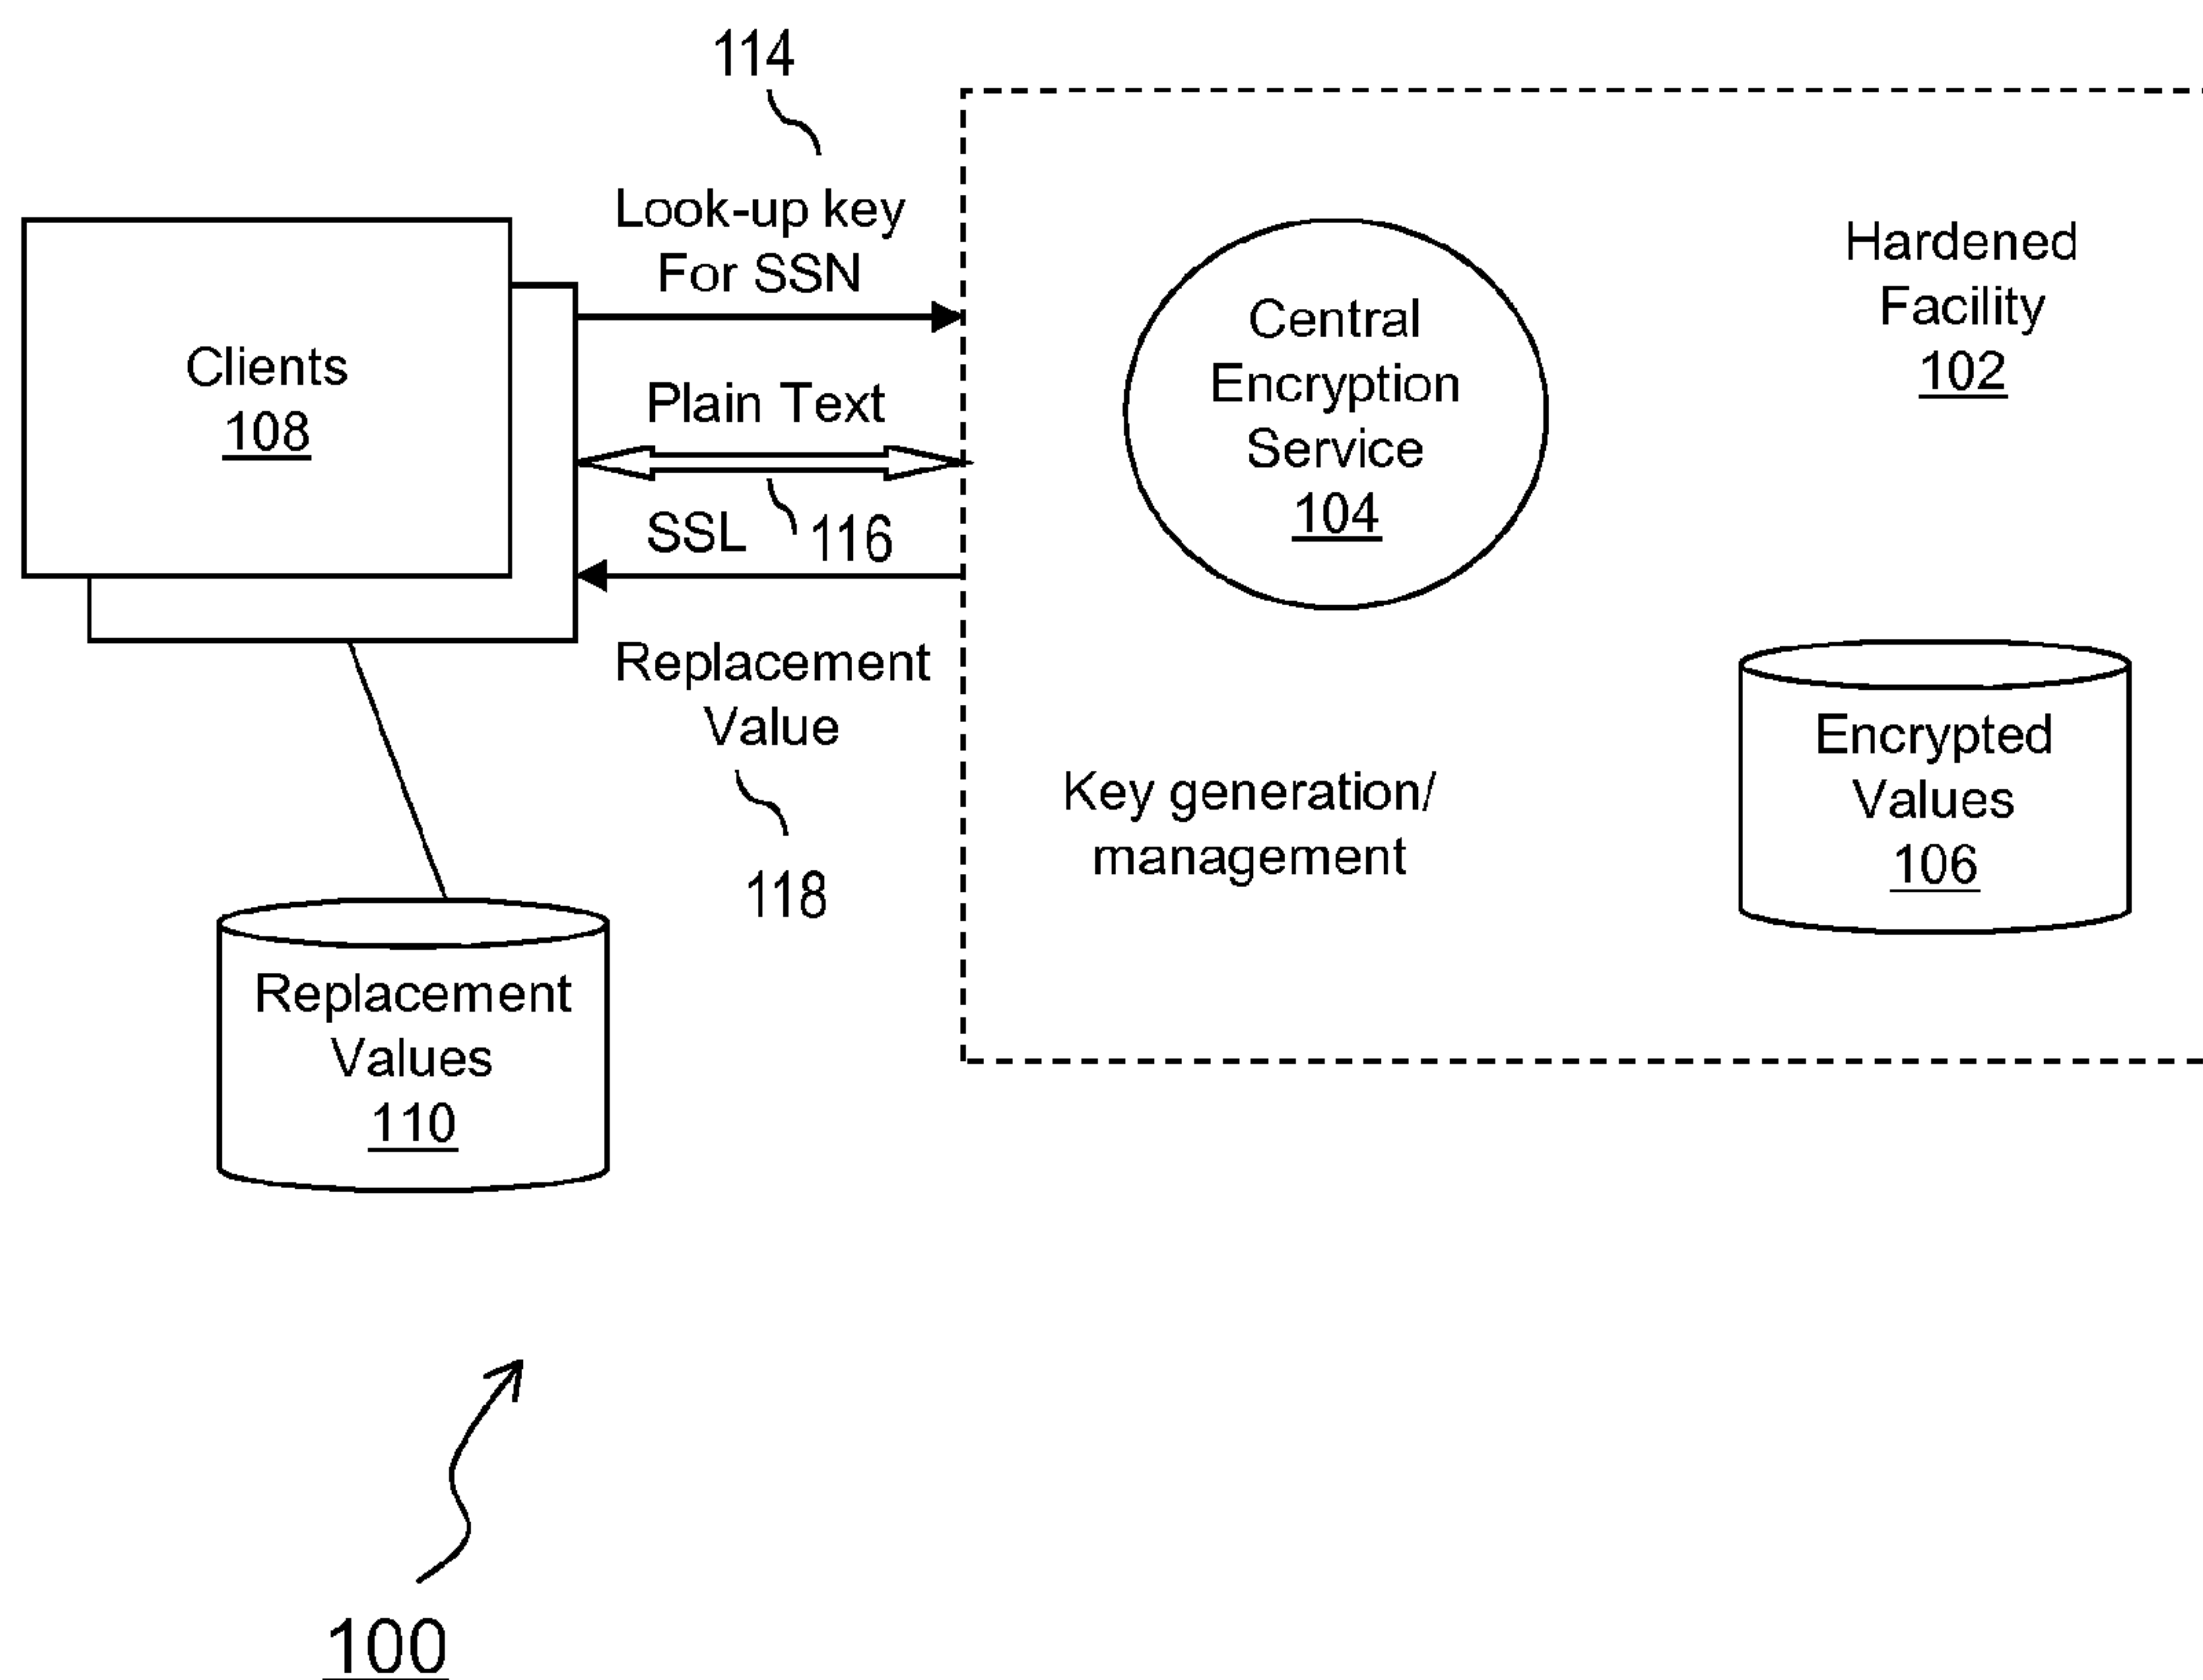 114
Look-up key
For SSN
Clients
108
Plain Text
SSL
116
Replacement
Value
118
Replacement
Values
110
Central
Encryption
Service
104
Hardened
Facility
102
Key generation/
management
Encrypted
Values
106
100